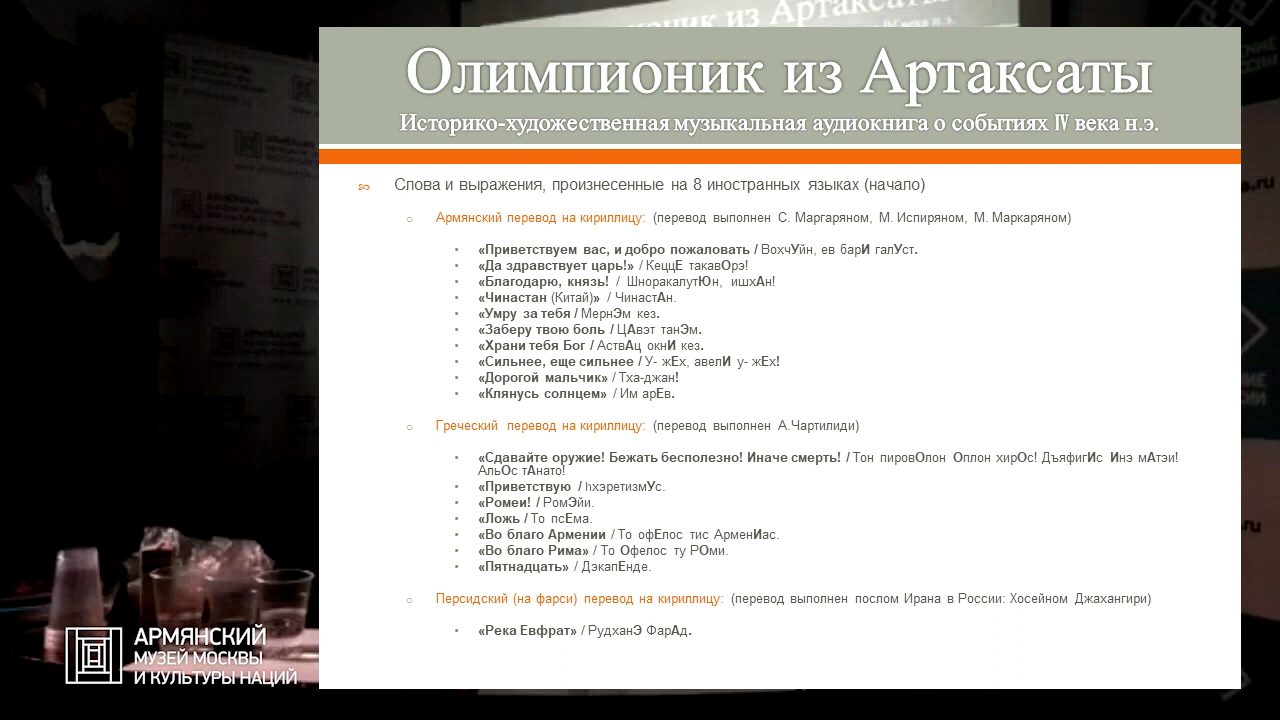 оник из Артаксаты
IV века н.э.
Олимпионик из Артаксаты
Историко-художественная музыкальная аудиокнига о событиях IV века н.э.
Слова и выражения, произнесенные на 8 иностранных языках (начало)
Армянский перевод на кириллицу: (перевод выполнен С. Маргаряном, М. Испиряном, М. Маркаряном)
«Приветствуем вас, и добро пожаловать / ВохчУйн, ев барИ галУст.
«Да здравствует царь!» / КеццЕ такавОрэ!
«Благодарю, князь! / ШноракалутЮн, ишхАн!
«Чинастан (Китай)» / ЧинастАн.
«Умру за тебя / МернЭм кез.
«Заберу твою боль / ЦАвэт танЭм.
«Храни тебя Бог / АствАц окнИ кез.
«Сильнее, еще сильнее / У- жЕх, авелИ у- жЕх!
«Дорогой мальчик» / Тха-джан!
«Клянусь солнцем» / Им арЕв.
Греческий перевод на кириллицу: (перевод выполнен А.Чартилиди)
«Сдавайте оружие! Бежать бесполезно! Иначе смерть! / Тон пировОлон Оплон хирОс! ДъяфигИс Инэ мАтэи!
АльОс тАнато!
«Приветствую / hхэретизмУс.
«Ромеи! / РомЭйи.
«Ложь / То псЕма.
«Во благо Армении / То офЕлос тис АрменИас.
«Во благо Рима» / То Офелос ту РОми.
«Пятнадцать» / ДэкапЕнде.
Персидский (на фарси) перевод на кириллицу: (перевод выполнен послом Ирана в России: Хосейном Джахангири)
«Река Евфрат» / РудханЭ ФарАд.
АРМЯНСКИЙ
МУЗЕЙ МОСКВЫ
И КУЛЬТУРЫ НАЦИЙ